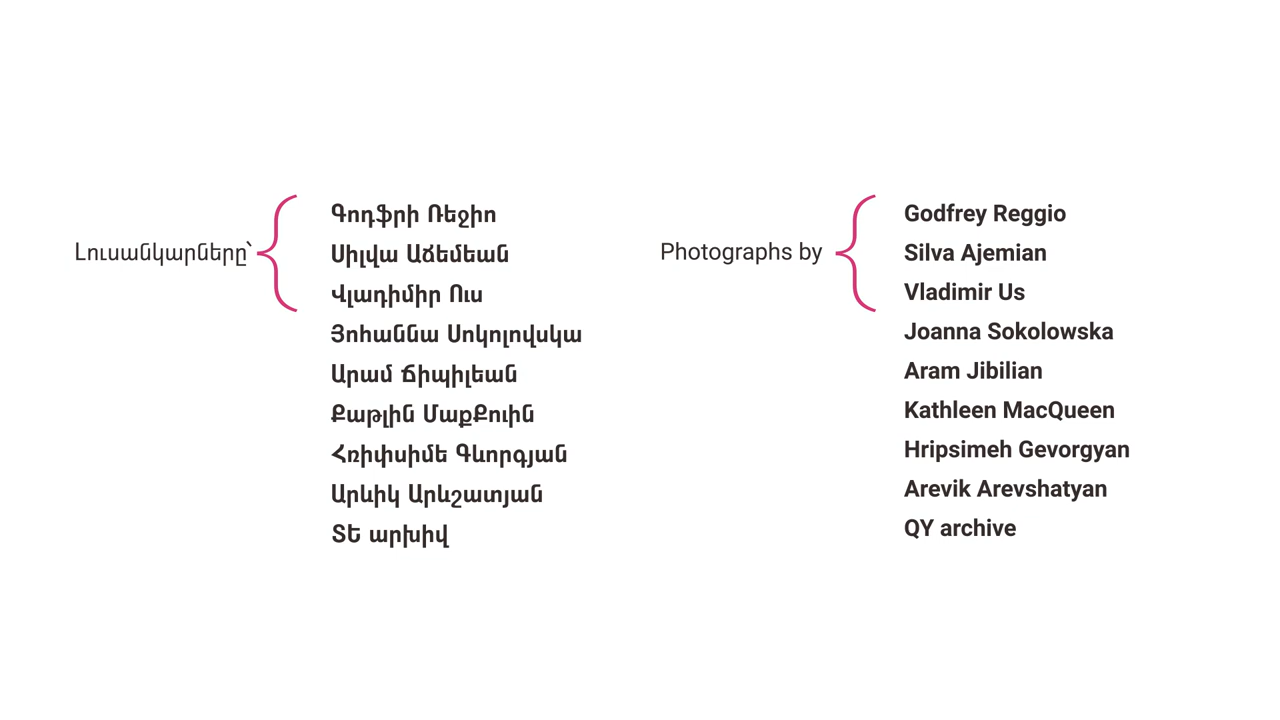 Լուսանկարները՝
Գոդֆրի Ռեջիո
Սիլվա Աճեմեան
Վլադիմիր Ուս
Յոհաննա Սոկոլովսկա
Արամ Ճիպիլեան
Քաթլին ՄաքՔուին
Հռիփսիմե Գևորգյան
Արևիկ Արևշատյան
ՏԵ արխիվ
Photographs by
Godfrey Reggio
Silva Ajemian
Vladimir Us
Joanna Sokolowska
Aram Jibilian
Kathleen MacQueen
Hripsimeh Gevorgyan
Arevik Arevshatyan
QY archive